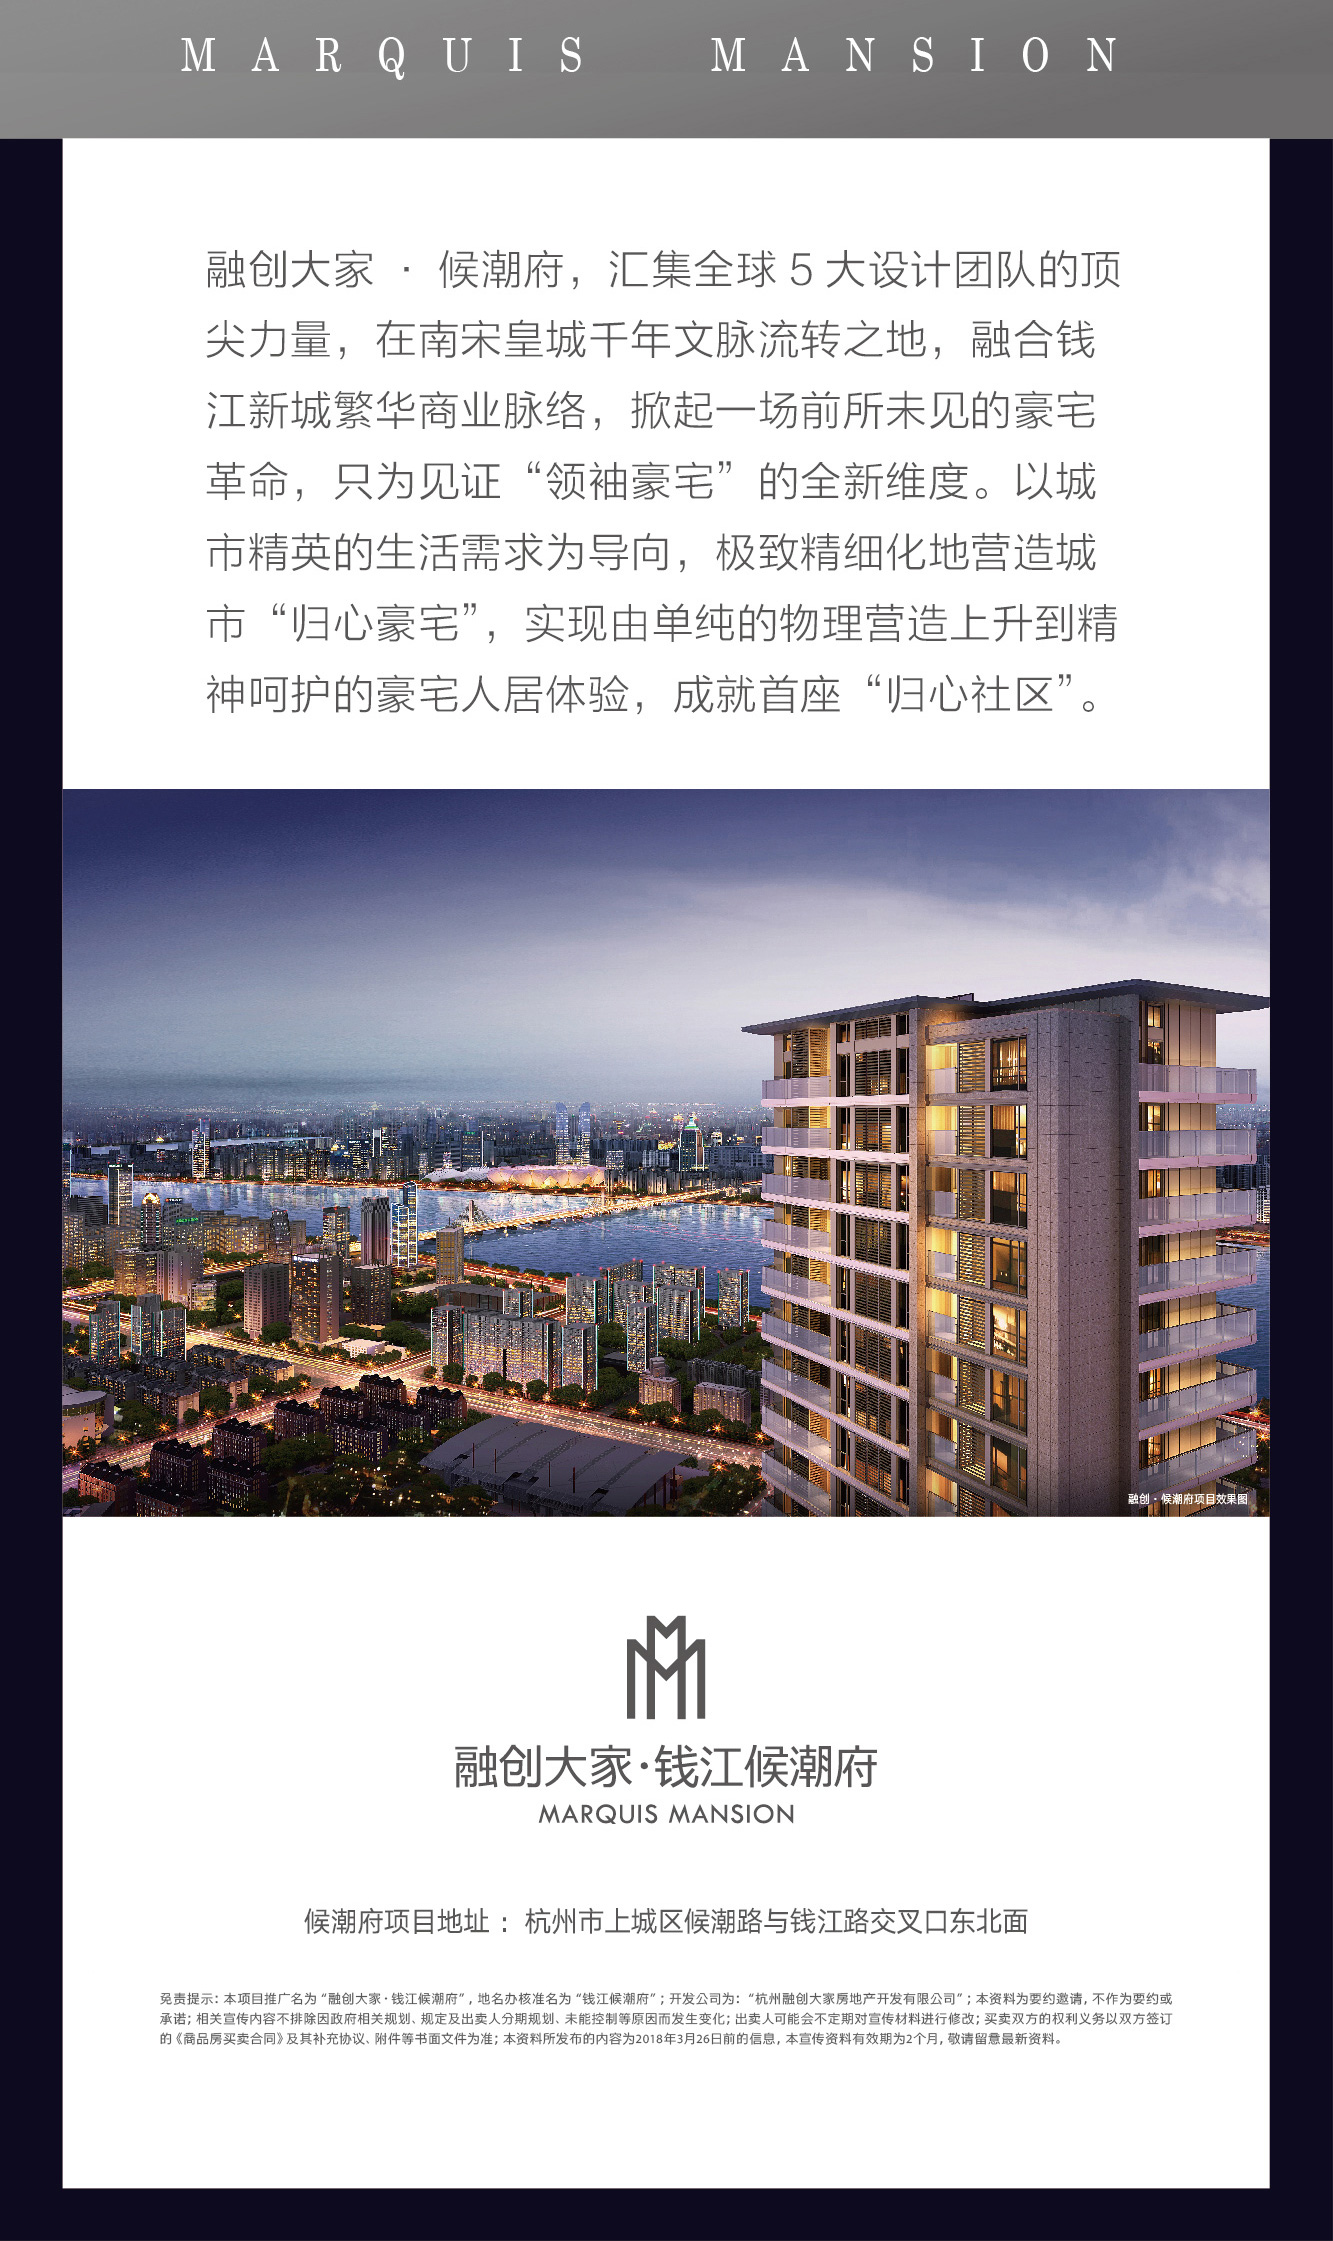 MARQUIS MANSION
融创大家 · 候潮府，汇集全球 5 大设计团队的顶
尖力量，在南宋皇城千年文脉流转之地，融合钱
江新城繁华商业脉络，掀起一场前所未见的豪宅
革命，只为见证“领袖豪宅”的全新维度。以城
市精英的生活需求为导向，极致精细化地营造城
市“归心豪宅”，实现由单纯的物理营造上升到精
神呵护的豪宅人居体验，成就首座“归心社区”。
融创·候潮府项目效果图
融创大家·钱江候潮府
MARQUIS MANSION
候潮府项目地址：杭州市上城区候潮路与钱江路交叉口东北面
免责提示：本项目推广名为“融创大家·钱江候潮府”，地名办核准名为“钱江候潮府”；开发公司为：“杭州融创大家房地产开发有限公司”；本资料为要约邀请，不作为要约或
承诺；相关宣传内容不排除因政府相关规划、规定及出卖人分期规划、未能控制等原因而发生变化；出卖人可能会不定期对宣传材料进行修改；买卖双方的权利义务以双方签订
的《商品房买卖合同》及其补充协议、附件等书面文件为准；本资料所发布的内容为2018年3月26日前的信息，本宣传资料有效期为2个月，敬请留意最新资料。